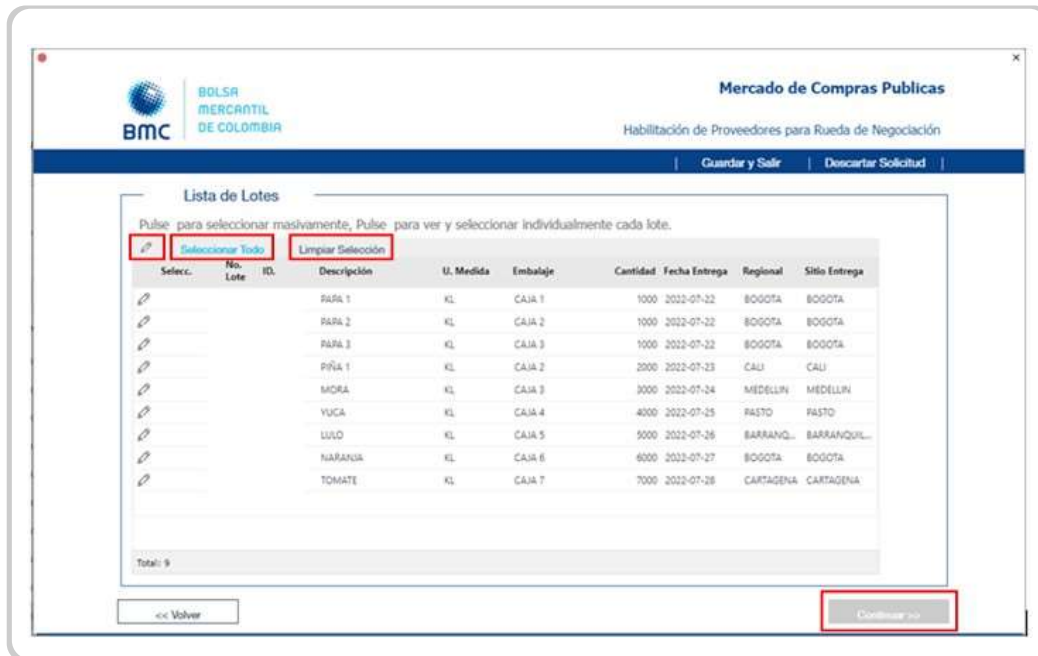 ×
BMC
BOLSA
MERCANTIL
DE COLOMBIA
Mercado de Compras Publicas
Habilitación de Proveedores para Rueda de Negociación
| Guardar y Salir | Descartar Solicitud |
Lista de Lotes
Pulse para seleccionar masivamente, Pulse para ver y seleccionar individualmente cada lote.
Seleccionar Todo Limpiar Selección
Selecc. No. Lote ID. Descripción U. Medida Embalaje Cantidad Fecha Entrega Regional Sitio Entrega
PAPA 1 KL CAJA 1 1000 2022-07-22 BOGOTA BOGOTA
PAPA 2 KL CAJA 2 1000 2022-07-22 BOGOTA BOGOTA
PAPA 3 KL CAJA 3 1000 2022-07-22 BOGOTA BOGOTA
PIÑA 1 KL CAJA 2 2000 2022-07-23 CALI CALI
MORA KL CAJA 3 3000 2022-07-24 MEDELLIN MEDELLIN
YUCA KL CAJA 4 4000 2022-07-25 PASTO PASTO
LULO KL CAJA 5 5000 2022-07-26 BARRANQ... BARRANQUIL...
NARANJA KL CAJA 6 6000 2022-07-27 BOGOTA BOGOTA
TOMATE KL CAJA 7 7000 2022-07-28 CARTAGENA CARTAGENA
Total: 9
<< Volver
Continuar >>